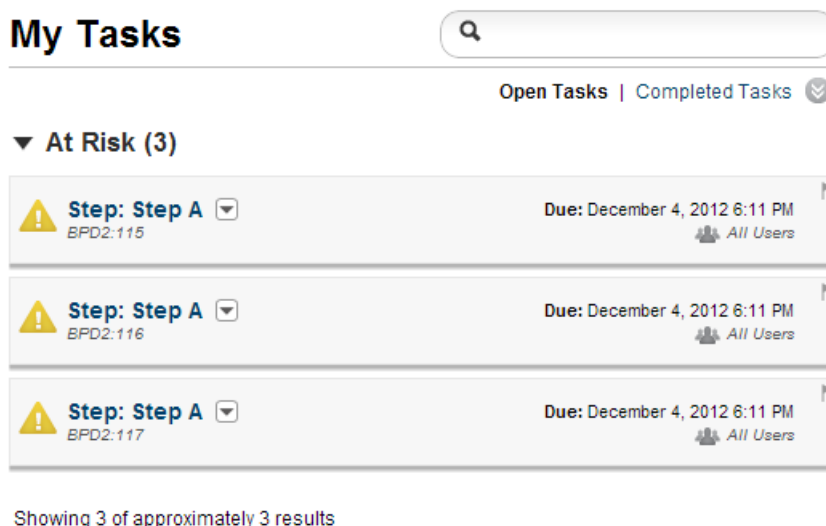 My Tasks
Open Tasks | Completed Tasks
At Risk (3)
Step: Step A
Due: December 4, 2012 6:11 PM
BPD2:115
All Users
Step: Step A
Due: December 4, 2012 6:11 PM
BPD2:116
All Users
Step: Step A
Due: December 4, 2012 6:11 PM
BPD2:117
All Users
Showing 3 of approximately 3 results